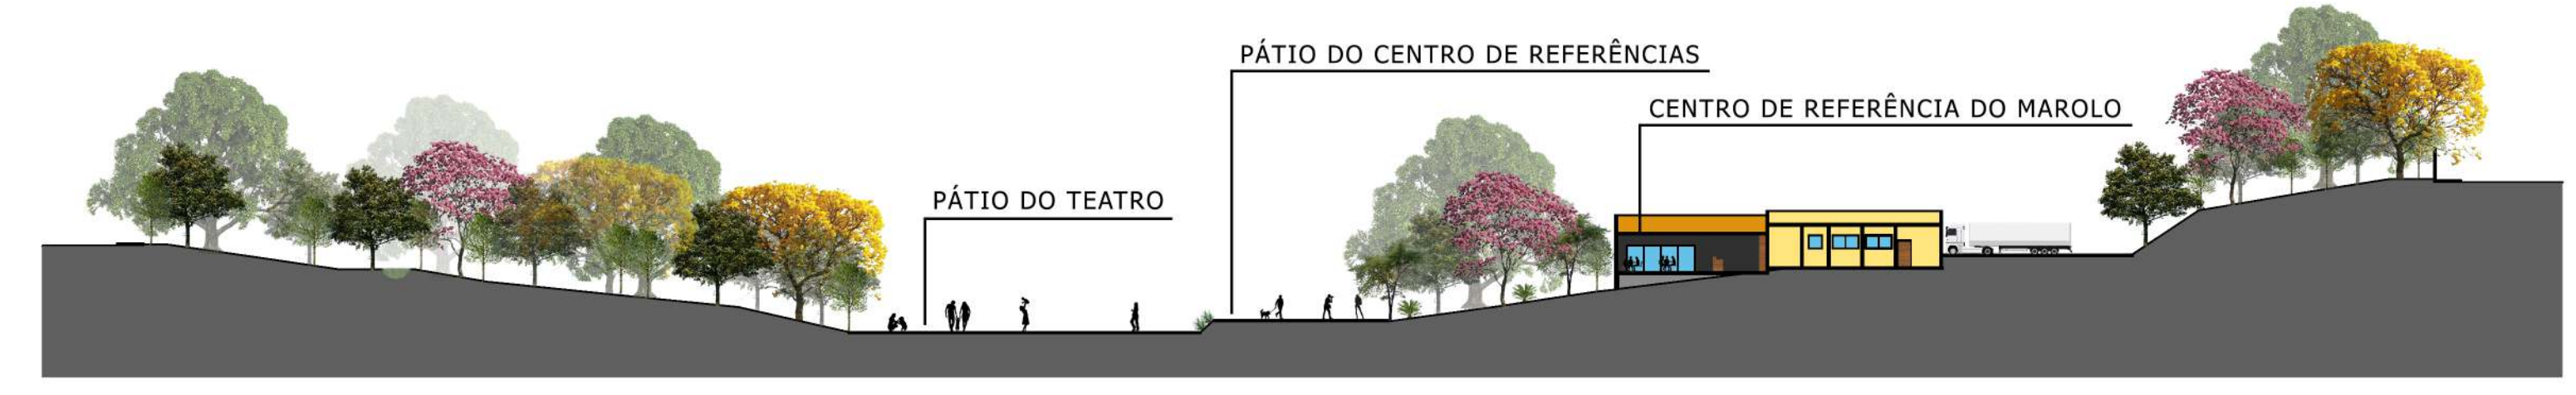 PÁTIO DO CENTRO DE REFERÊNCIAS
CENTRO DE REFERÊNCIA DO MAROLO
PÁTIO DO TEATRO